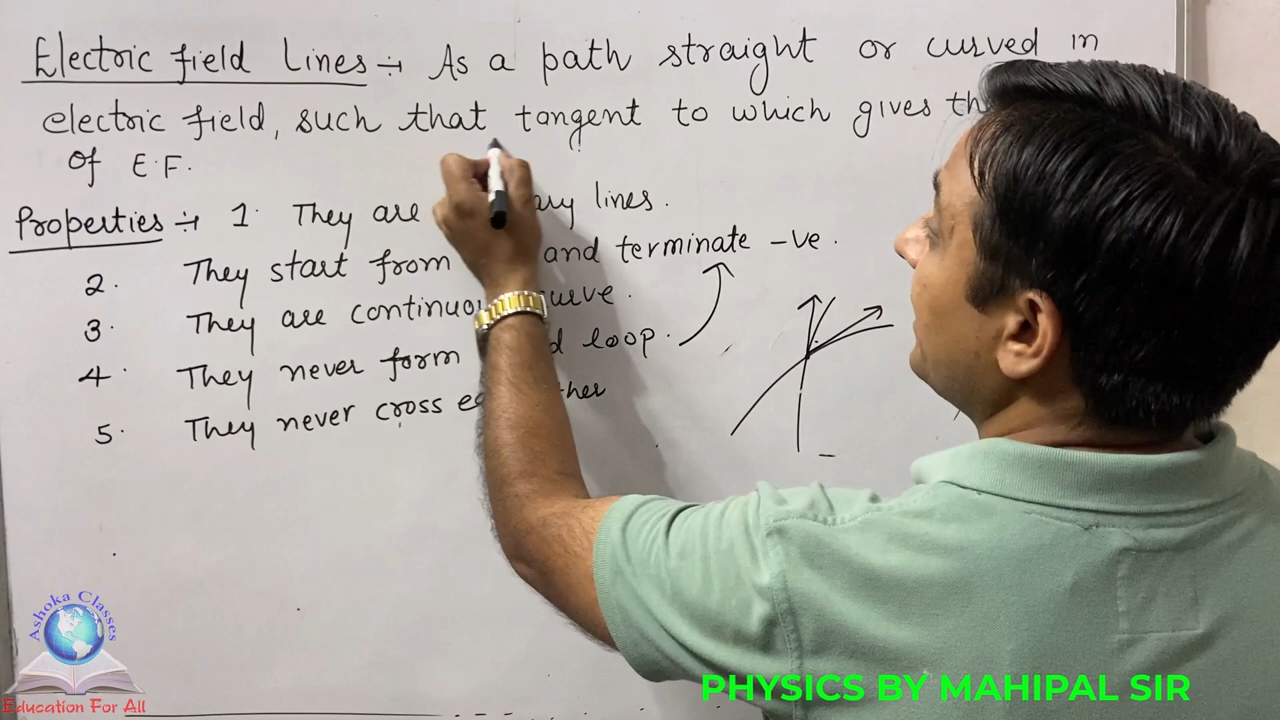 Electric field Lines :- As a path straight or curved in
electric field, such that tangent to which gives th
of E.F.
Properties :- 1. They are lines.
2. They start from and terminate -ve.
3. They are continuous curve.
4. They never form loop.
5. They never cross
Ashoka Classes
Education For All
PHYSICS BY MAHIPAL SIR